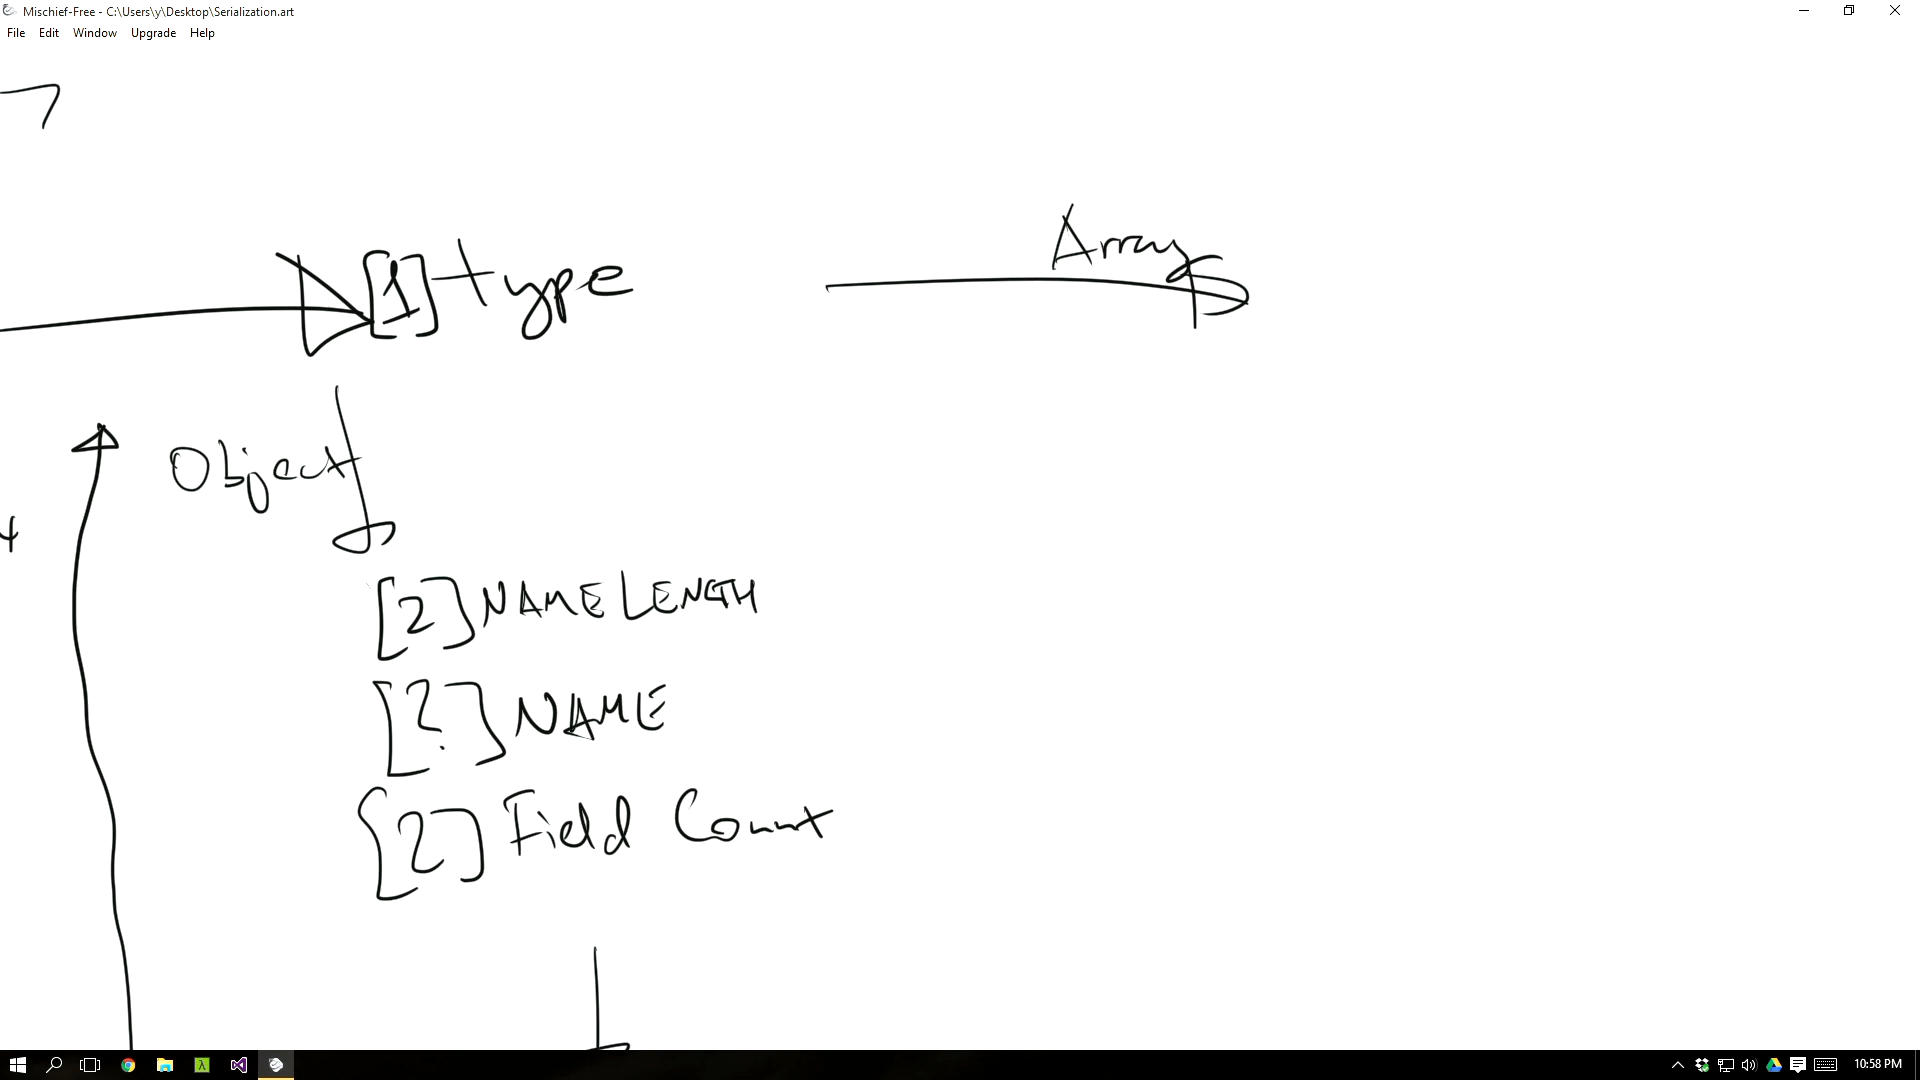 Mischief-Free - C:\Users\y\Desktop\Serialization.art
File Edit Window Upgrade Help
Array
[1] type
Object
[2] NAME LENGTH
[?] NAME
[2] Field Count
10:58 PM